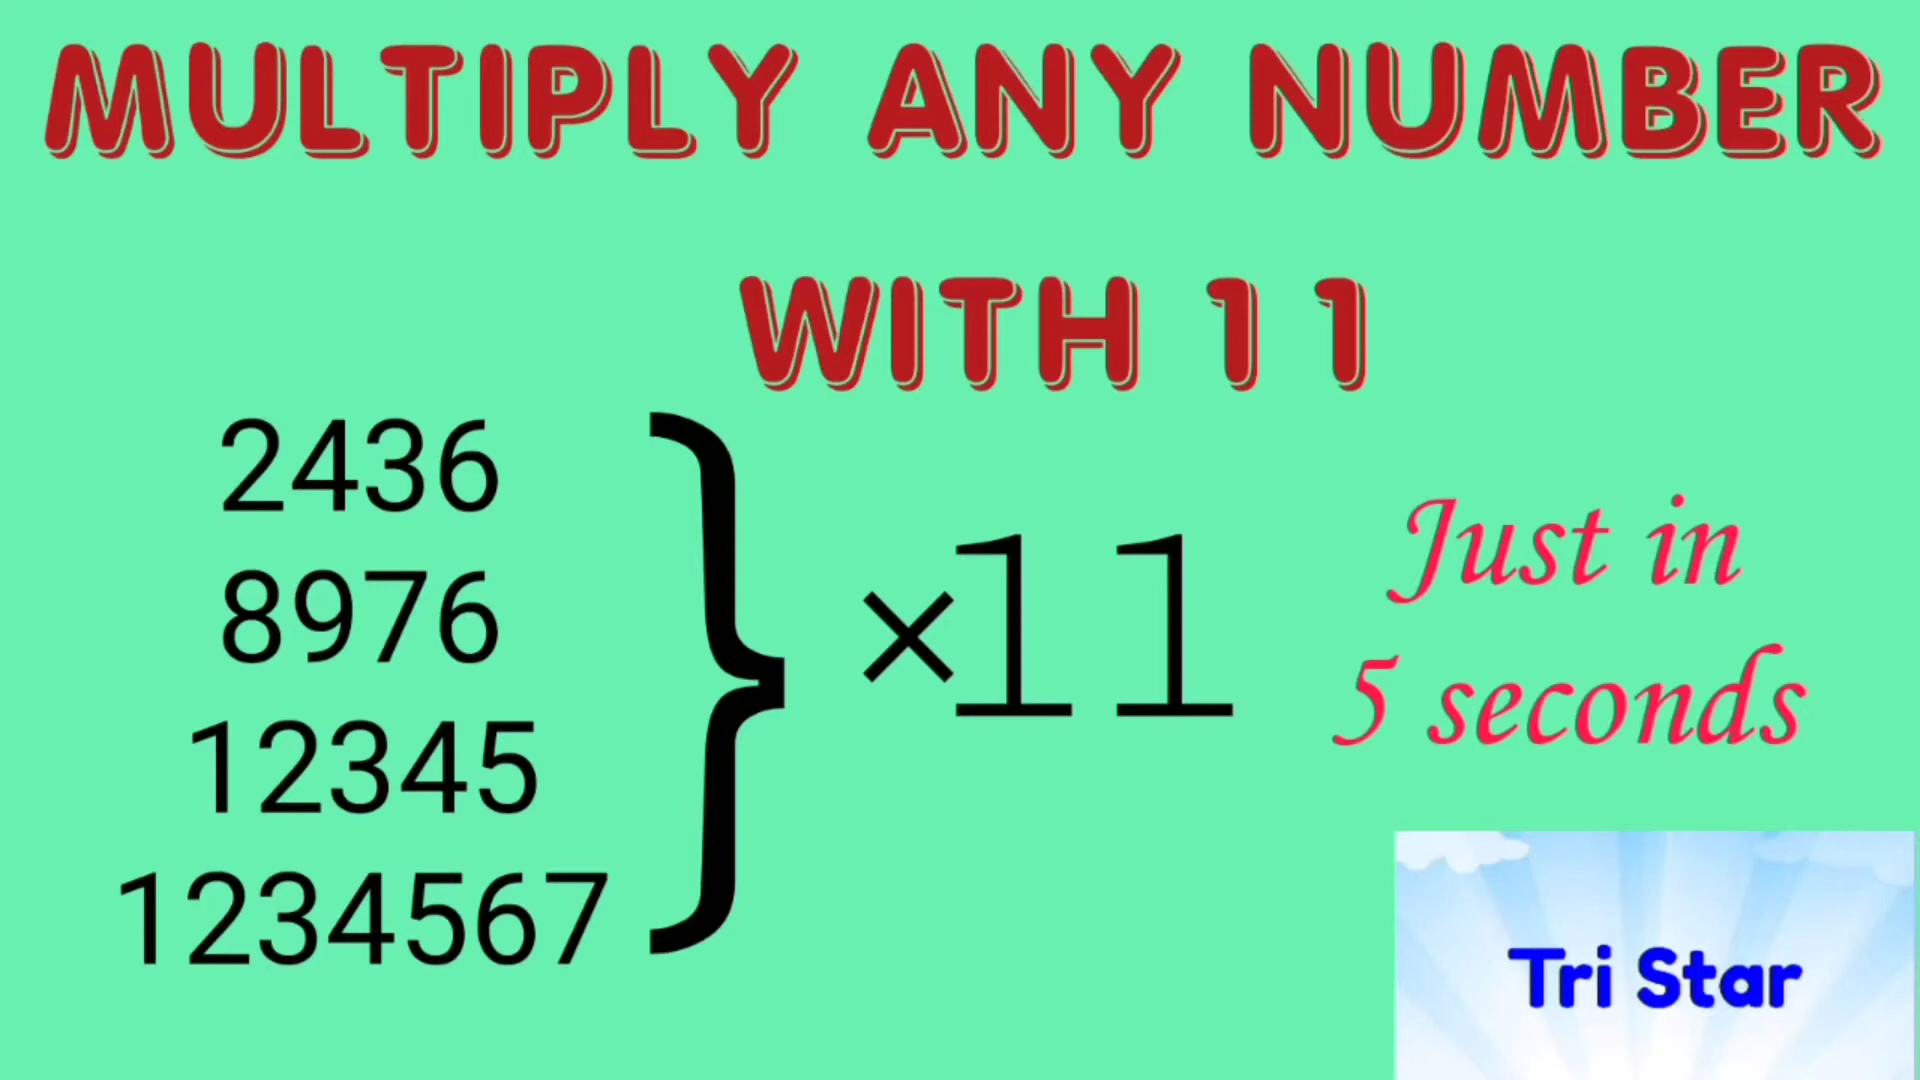 MULTIPLY ANY NUMBER
WITH 11
2436
8976
12345
1234567
×11
Just in
5 seconds
Tri Star